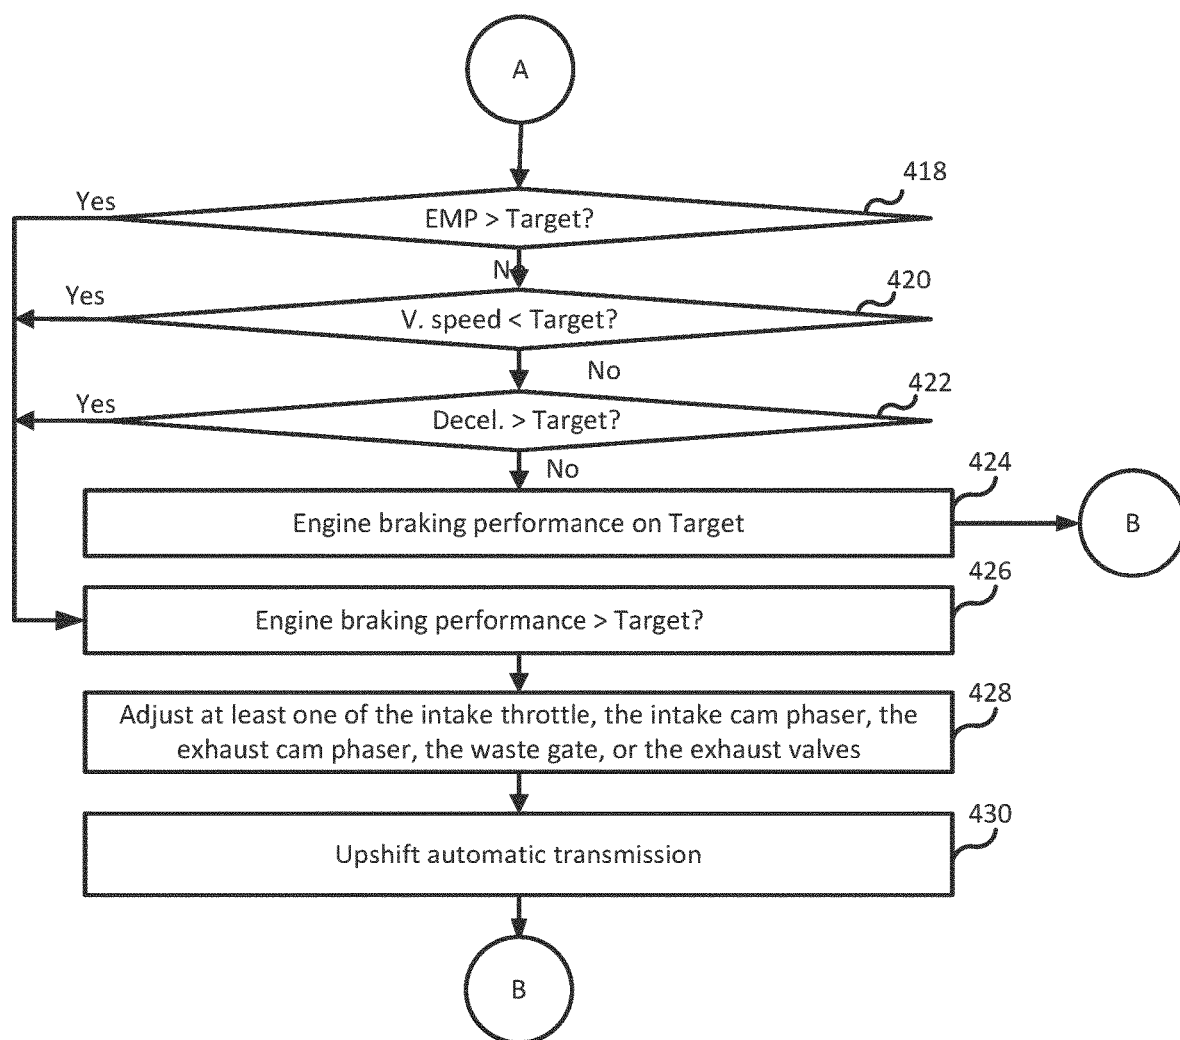 A
418
Yes
EMP > Target?
N
420
Yes
V. speed < Target?
No
422
Yes
Decel. > Target?
No
424
Engine braking performance on Target
B
426
Engine braking performance > Target?
428
Adjust at least one of the intake throttle, the intake cam phaser, the
exhaust cam phaser, the waste gate, or the exhaust valves
430
Upshift automatic transmission
B